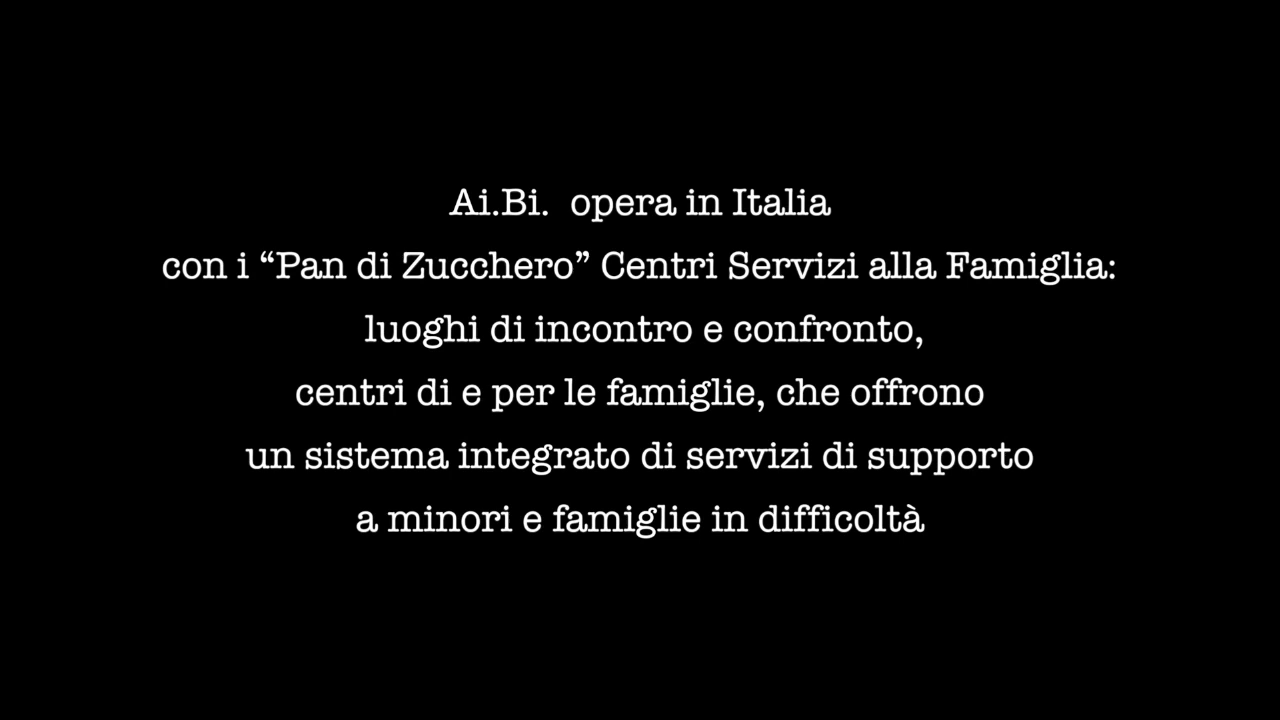 Ai.Bi.  opera in Italia
con i “Pan di Zucchero” Centri Servizi alla Famiglia:
luoghi di incontro e confronto,
centri di e per le famiglie, che offrono
un sistema integrato di servizi di supporto
a minori e famiglie in difficoltà